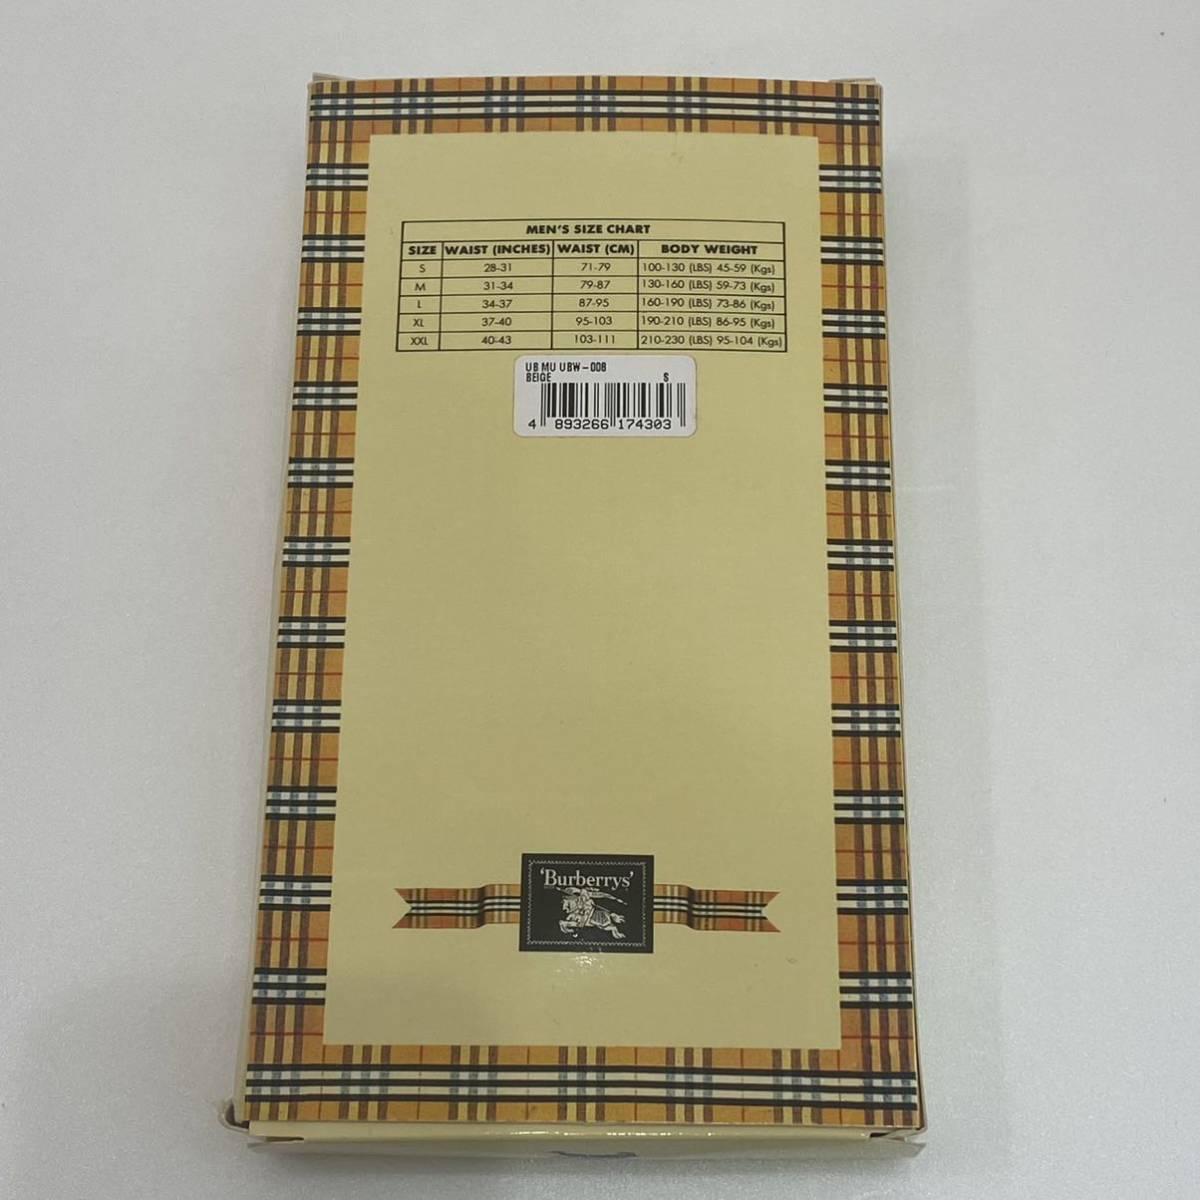 MEN'S SIZE CHART
SIZE WAIST (INCHES) WAIST (CM) BODY WEIGHT
S 28-31 71-79 100-130 (LBS) 45-59 (Kgs)
M 31-34 79-87 130-160 (LBS) 59-73 (Kgs)
L 34-37 87-95 160-190 (LBS) 73-86 (Kgs)
XL 37-40 95-103 190-210 (LBS) 86-95 (Kgs)
XXL 40-43 103-111 210-230 (LBS) 95-104 (Kgs)
UB MU UBW-008
BEIGE S
4 893266 174303
'Burberrys'